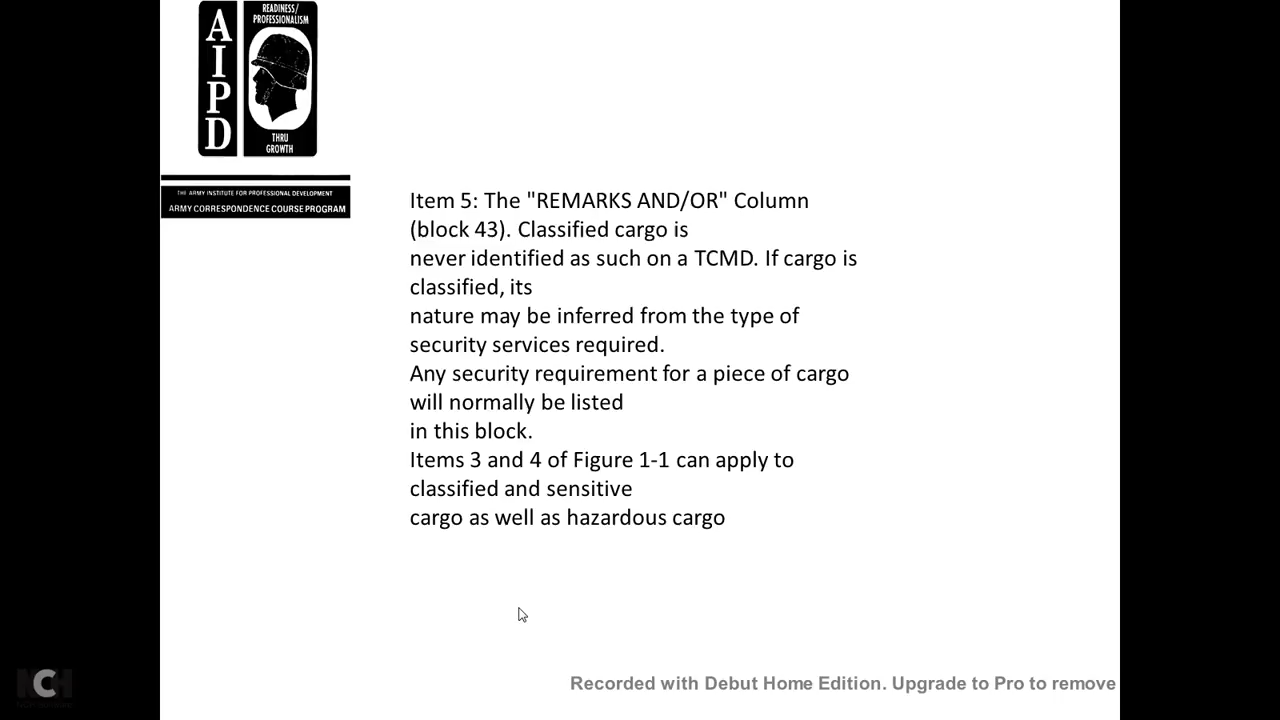 READINESS/
PROFESSIONALISM
AIPD
THRU
GROWTH
THE ARMY INSTITUTE FOR PROFESSIONAL DEVELOPMENT
ARMY CORRESPONDENCE COURSE PROGRAM
Item 5: The "REMARKS AND/OR" Column
(block 43). Classified cargo is
never identified as such on a TCMD. If cargo is
classified, its
nature may be inferred from the type of
security services required.
Any security requirement for a piece of cargo
will normally be listed
in this block.
Items 3 and 4 of Figure 1-1 can apply to
classified and sensitive
cargo as well as hazardous cargo
NCH
Recorded with Debut Home Edition. Upgrade to Pro to remove